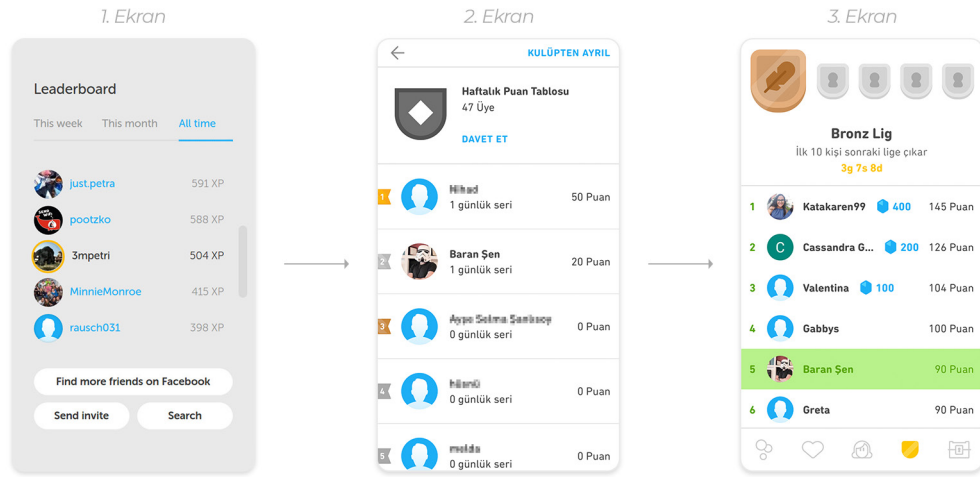 1. Ekran
Leaderboard
This week This month All time
just.petra 591 XP
pootzko 588 XP
3mpetri 504 XP
MinnieMonroe 415 XP
rausch031 398 XP
Find more friends on Facebook
Send invite Search
2. Ekran
KULÜPTEN AYRIL
Haftalık Puan Tablosu
47 Üye
DAVET ET
1
1 günlük seri 50 Puan
2 Baran Şen
1 günlük seri 20 Puan
3
0 günlük seri 0 Puan
4
0 günlük seri 0 Puan
5
0 günlük seri 0 Puan
3. Ekran
Bronz Lig
İlk 10 kişi sonraki lige çıkar
3g 7s 8d
1 Katakaren99 400 145 Puan
2 C Cassandra G... 200 126 Puan
3 Valentina 100 104 Puan
4 Gabbys 100 Puan
5 Baran Şen 90 Puan
6 Greta 90 Puan